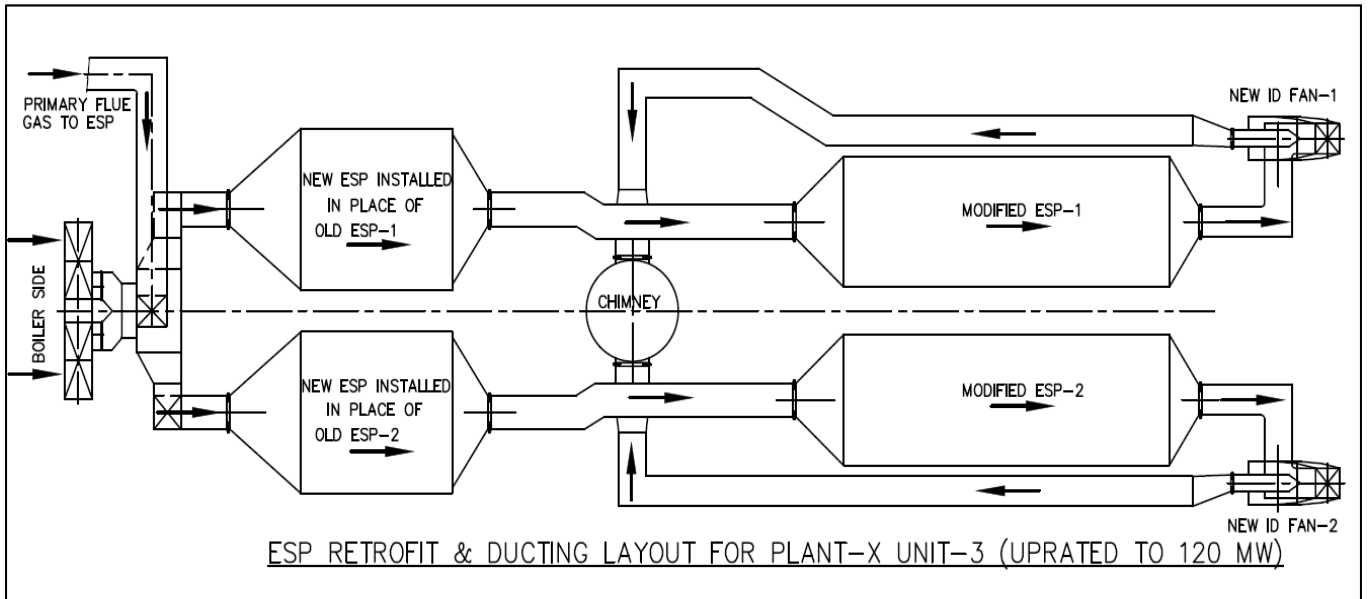 PRIMARY FLUE
GAS TO ESP
BOILER SIDE
NEW ESP INSTALLED
IN PLACE OF
OLD ESP-1
NEW ESP INSTALLED
IN PLACE OF
OLD ESP-2
CHIMNEY
MODIFIED ESP-1
MODIFIED ESP-2
NEW ID FAN-1
NEW ID FAN-2
ESP RETROFIT & DUCTING LAYOUT FOR PLANT-X UNIT-3 (UPRATED TO 120 MW)